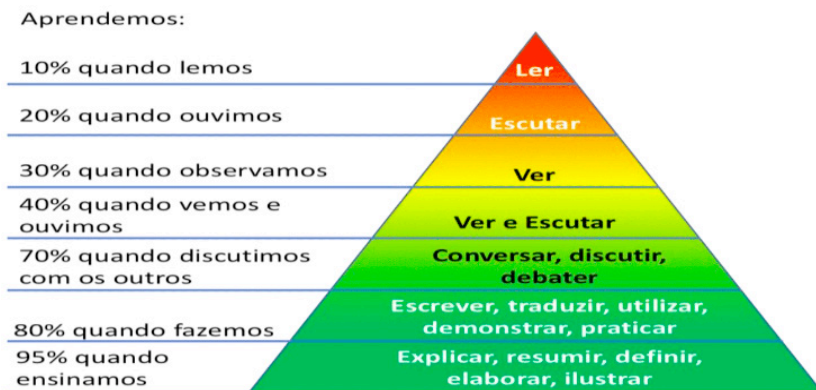 Aprendemos:
10% quando lemos
Ler
20% quando ouvimos
Escutar
30% quando observamos
Ver
40% quando vemos e
ouvimos
Ver e Escutar
70% quando discutimos
com os outros
Conversar, discutir,
debater
80% quando fazemos
Escrever, traduzir, utilizar,
demonstrar, praticar
95% quando
ensinamos
Explicar, resumir, definir,
elaborar, ilustrar